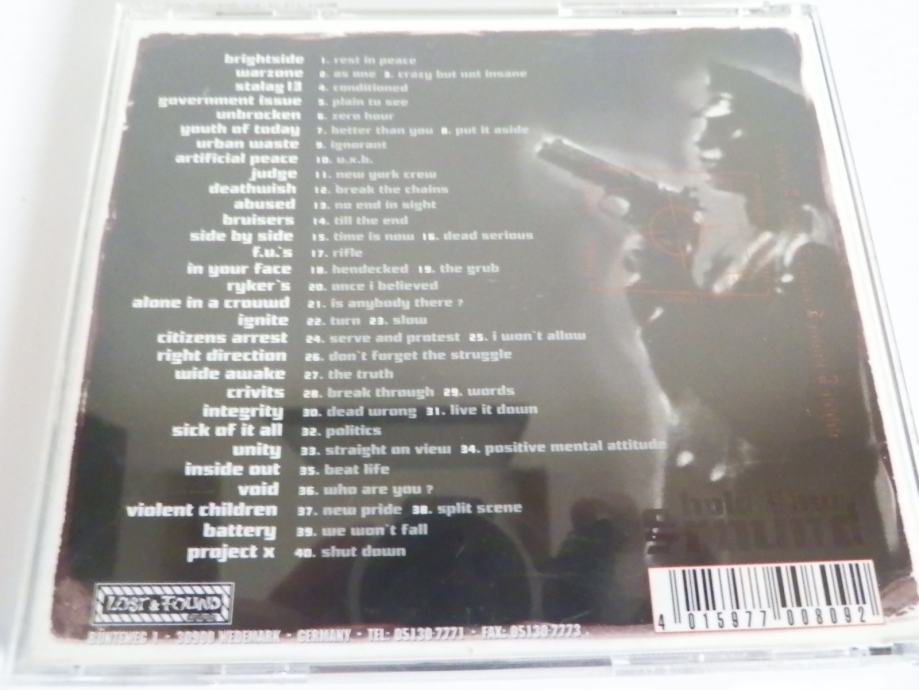 brightside 1. rest in peace
warzone 2. as one 3. crazy but not insane
stalag 13 4. conditioned
government issue 5. plain to see
unbrocken 6. zero hour
youth of today 7. better than you 8. put it aside
urban waste 9. ignorant
artificial peace 10. u.x.b.
judge 11. new york crew
deathwish 12. break the chains
abused 13. no end in sight
bruisers 14. till the end
side by side 15. time is now 16. dead serious
f.u.`s 17. rifle
in your face 18. hendecked 19. the grub
ryker`s 20. once i believed
alone in a crouwd 21. is anybody there ?
ignite 22. turn 23. slow
citizens arrest 24. serve and protest 25. i won`t allow
right direction 26. don`t forget the struggle
wide awake 27. the truth
crivits 28. break through 29. words
integrity 30. dead wrong 31. live it down
sick of it all 32. politics
unity 33. straight on view 34. positive mental attitude
inside out 35. beat life
void 36. who are you ?
violent children 37. new pride 38. split scene
battery 39. we won`t fall
project x 40. shut down
hold your
ground
LOST & FOUND
BÜNTEWEG 1 - 30900 WEDEMARK - GERMANY - TEL: 05130-7771 - FAX: 05130-7773
4 015977 008092